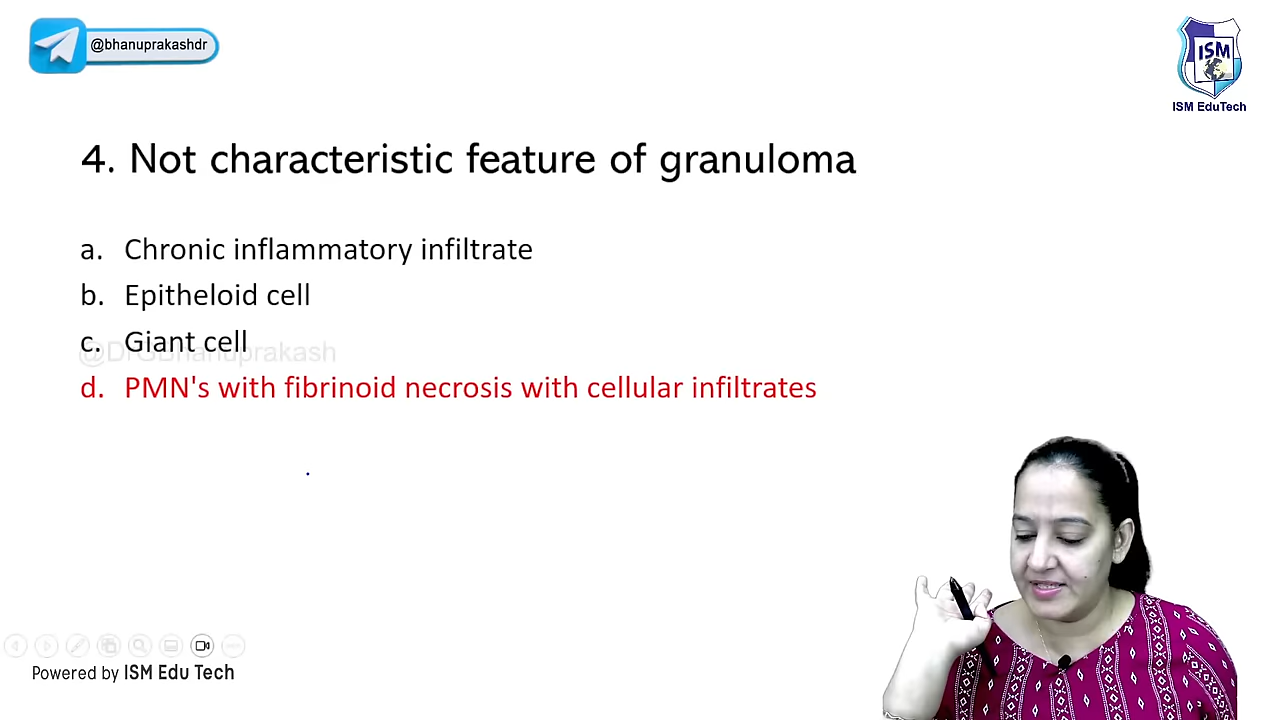 @bhanuprakashdr
ISM
ISM EduTech
4. Not characteristic feature of granuloma
a. Chronic inflammatory infiltrate
b. Epitheloid cell
c. Giant cell
@DrGBhanuprakash
d. PMN's with fibrinoid necrosis with cellular infiltrates
Powered by ISM Edu Tech